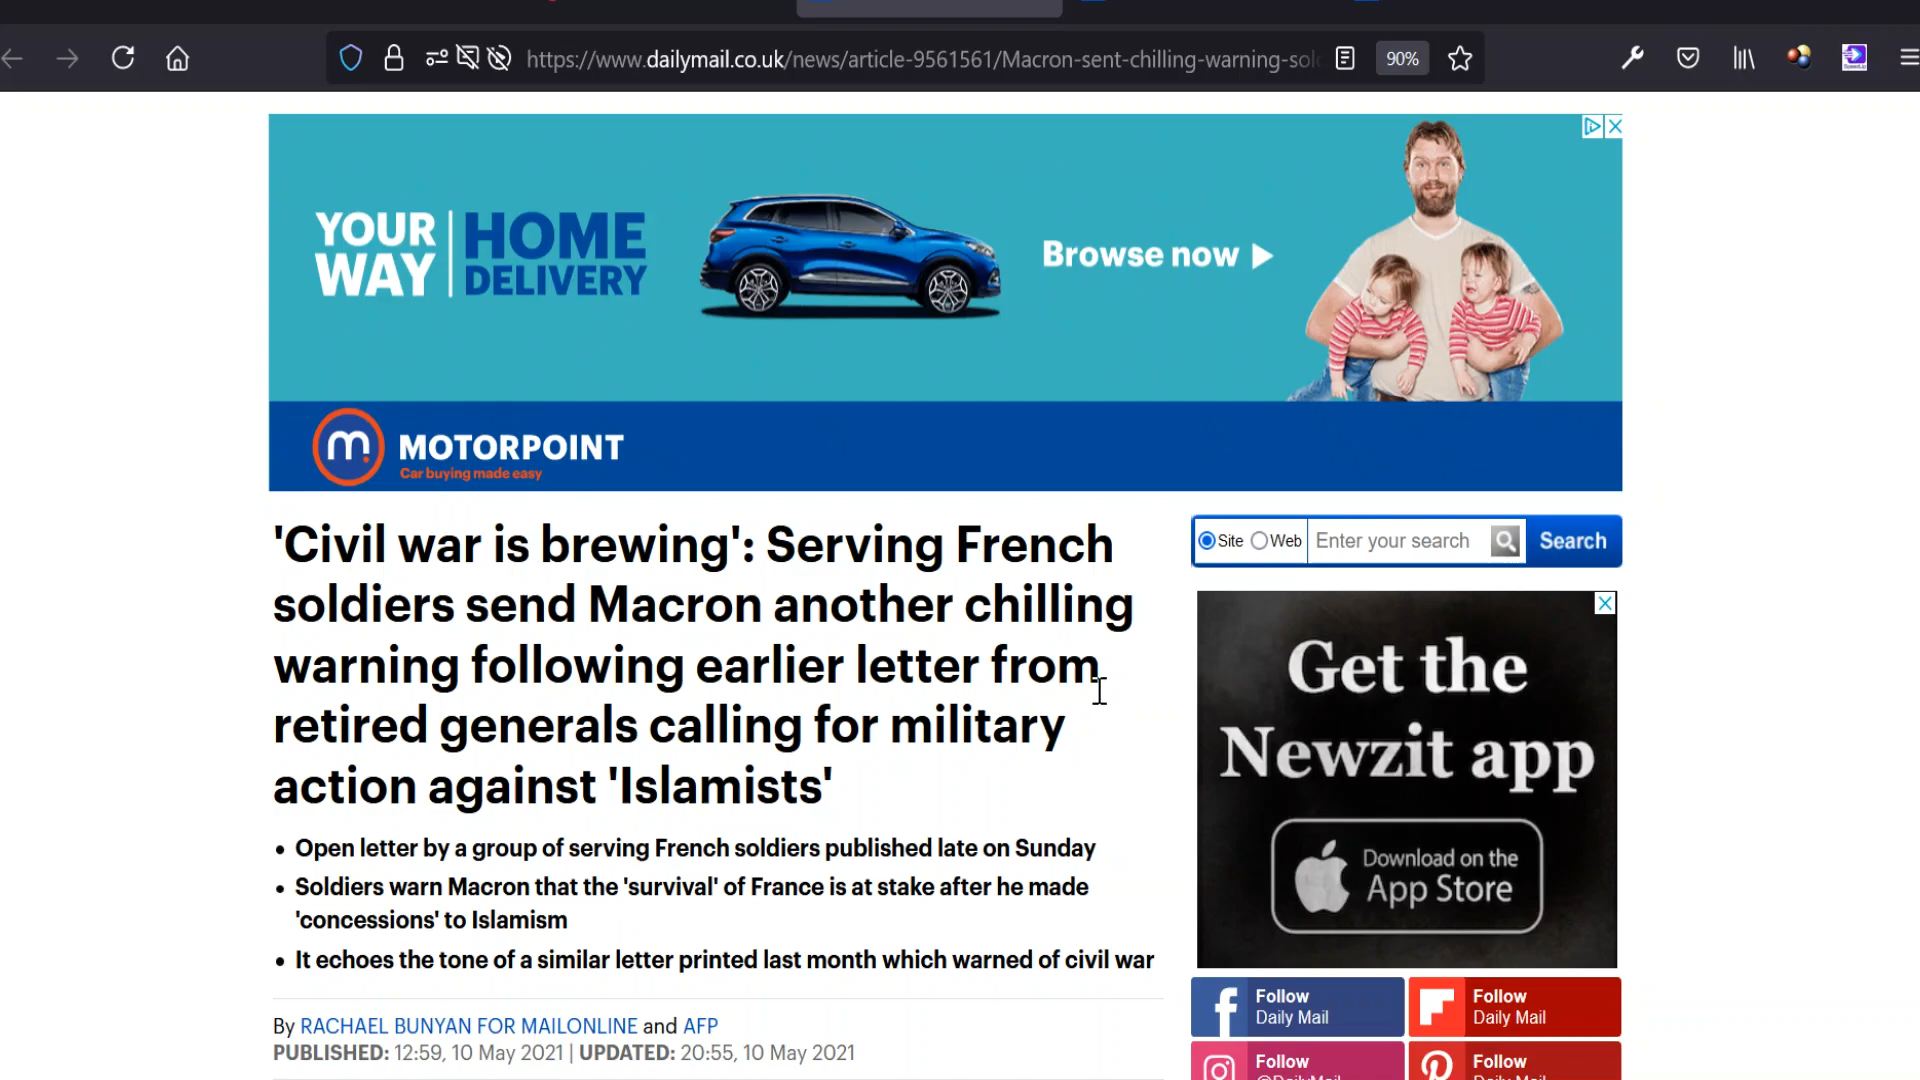 https://www.dailymail.co.uk/news/article-9561561/Macron-sent-chilling-warning-sol
90%
YOUR WAY
HOME DELIVERY
Browse now
m.
MOTORPOINT
Car buying made easy
'Civil war is brewing': Serving French
soldiers send Macron another chilling
warning following earlier letter from
retired generals calling for military
action against 'Islamists'
• Open letter by a group of serving French soldiers published late on Sunday
• Soldiers warn Macron that the 'survival' of France is at stake after he made
'concessions' to Islamism
• It echoes the tone of a similar letter printed last month which warned of civil war
By RACHAEL BUNYAN FOR MAILONLINE and AFP
PUBLISHED: 12:59, 10 May 2021 | UPDATED: 20:55, 10 May 2021
Site Web Enter your search Search
Get the
Newzit app
Download on the
App Store
Follow
Daily Mail
Follow
Daily Mail
Follow
@DailyMail
Follow
Daily Mail